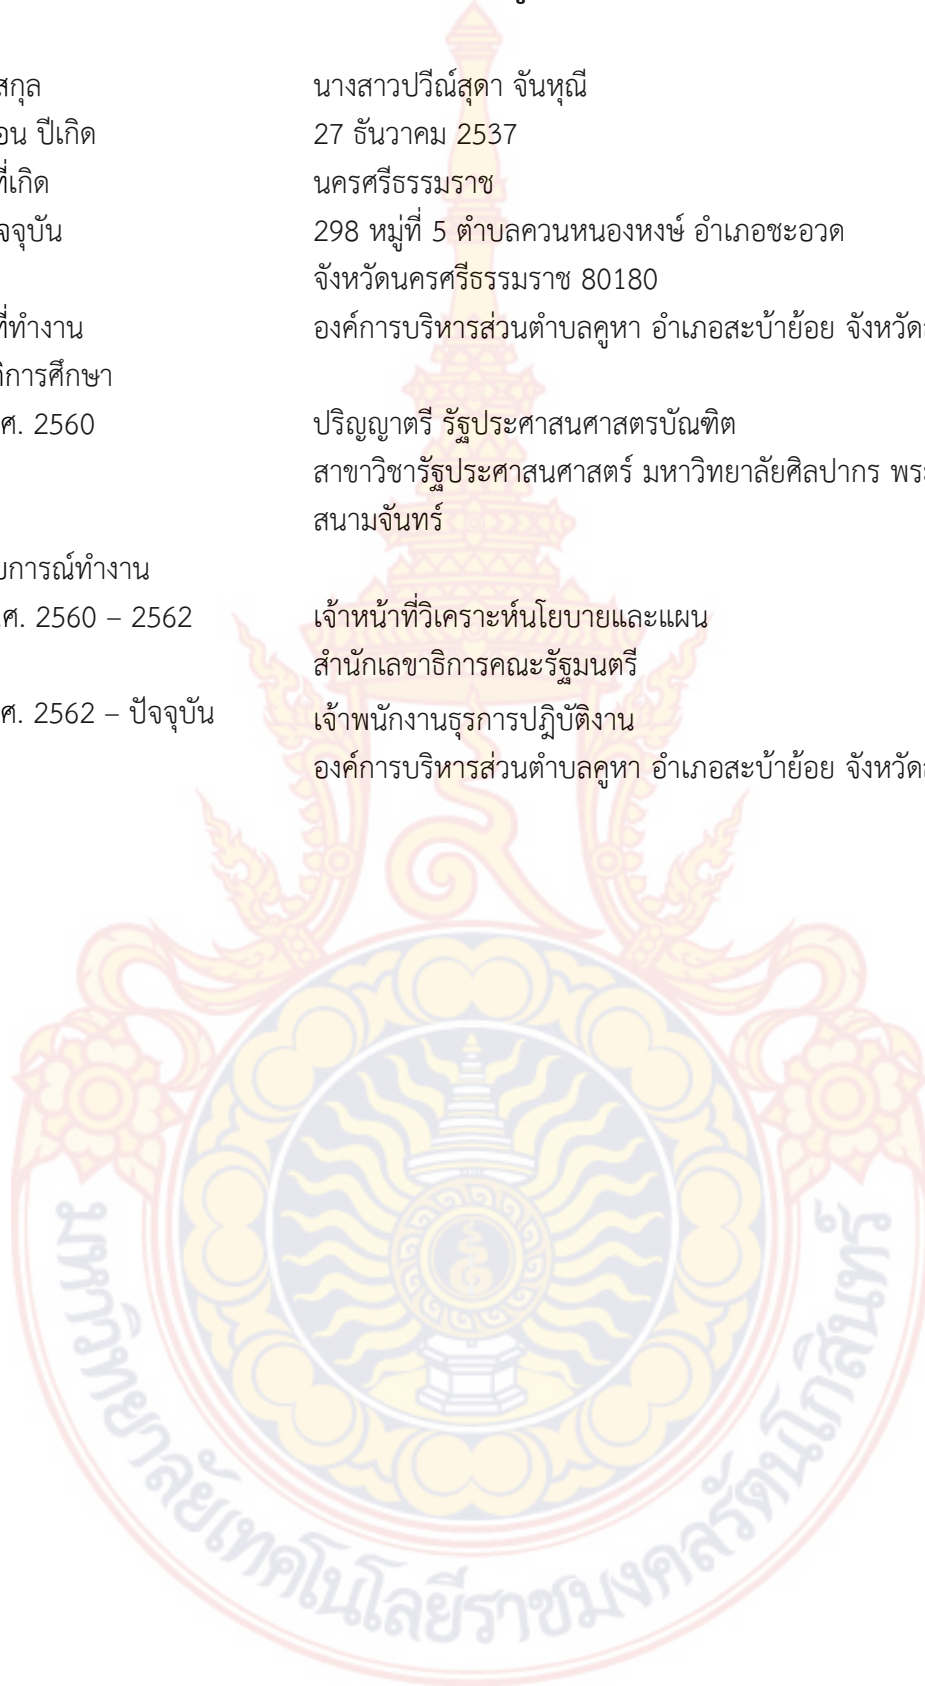 สกุล นางสาวปวีณ์สุดา จันหุณี
อน ปีเกิด 27 ธันวาคม 2537
ที่เกิด นครศรีธรรมราช
จจุบัน 298 หมู่ที่ 5 ตำบลควนหนองหงษ์ อำเภอชะอวด
จังหวัดนครศรีธรรมราช 80180
ที่ทำงาน องค์การบริหารส่วนตำบลคูหา อำเภอสะบ้าย้อย จังหวัด
ติการศึกษา
ศ. 2560 ปริญญาตรี รัฐประศาสนศาสตรบัณฑิต
สาขาวิชารัฐประศาสนศาสตร์ มหาวิทยาลัยศิลปากร พระ
สนามจันทร์
บการณ์ทำงาน
.ศ. 2560 – 2562 เจ้าหน้าที่วิเคราะห์นโยบายและแผน
สำนักเลขาธิการคณะรัฐมนตรี
ศ. 2562 – ปัจจุบัน เจ้าพนักงานธุรการปฏิบัติงาน
องค์การบริหารส่วนตำบลคูหา อำเภอสะบ้าย้อย จังหวัด
มหาวิทยาลัยเทคโนโลยีราชมงคลรัตนโกสินทร์